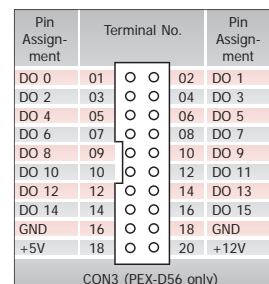 Pin Assign-ment Terminal No. Pin Assign-ment
DO 0 01 02 DO 1
DO 2 03 04 DO 3
DO 4 05 06 DO 5
DO 6 07 08 DO 7
DO 8 09 10 DO 9
DO 10 10 12 DO 11
DO 12 12 14 DO 13
DO 14 14 16 DO 15
GND 16 18 GND
+5V 18 20 +12V
CON3 (PEX-D56 only)